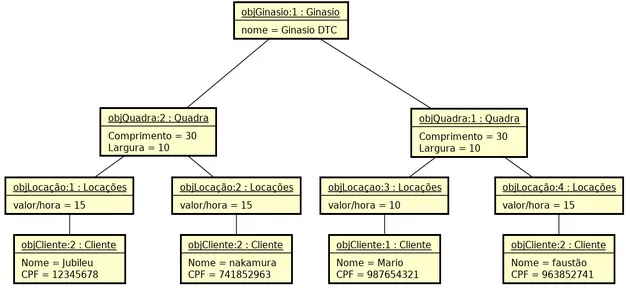 objGinasio:1 : Ginasio
nome = Ginasio DTC
objQuadra:2 : Quadra
Comprimento = 30
Largura = 10
objQuadra:1 : Quadra
Comprimento = 30
Largura = 10
objLocação:1 : Locações
valor/hora = 15
objLocação:2 : Locações
valor/hora = 15
objLocaçao:3 : Locações
valor/hora = 10
objLocação:4 : Locações
valor/hora = 15
objCliente:2 : Cliente
Nome = Jubileu
CPF = 12345678
objCliente:2 : Cliente
Nome = nakamura
CPF = 741852963
objCliente:1 : Cliente
Nome = Mario
CPF = 987654321
objCliente:2 : Cliente
Nome = faustão
CPF = 963852741